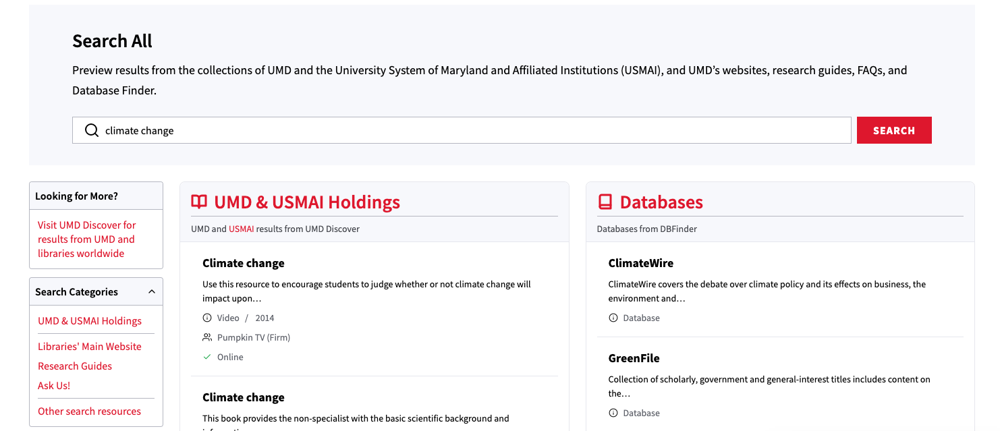 Search All
Preview results from the collections of UMD and the University System of Maryland and Affiliated Institutions (USMAI), and UMD’s websites, research guides, FAQs, and
Database Finder.
climate change
SEARCH
Looking for More?
Visit UMD Discover for
results from UMD and
libraries worldwide
Search Categories
UMD & USMAI Holdings
Libraries' Main Website
Research Guides
Ask Us!
Other search resources
UMD & USMAI Holdings
UMD and USMAI results from UMD Discover
Climate change
Use this resource to encourage students to judge whether or not climate change will
impact upon…
Video / 2014
Pumpkin TV (Firm)
Online
Climate change
This book provides the non-specialist with the basic scientific background and
Databases
Databases from DBFinder
ClimateWire
ClimateWire covers the debate over climate policy and its effects on business, the
environment and…
Database
GreenFile
Collection of scholarly, government and general-interest titles includes content on
the…
Database